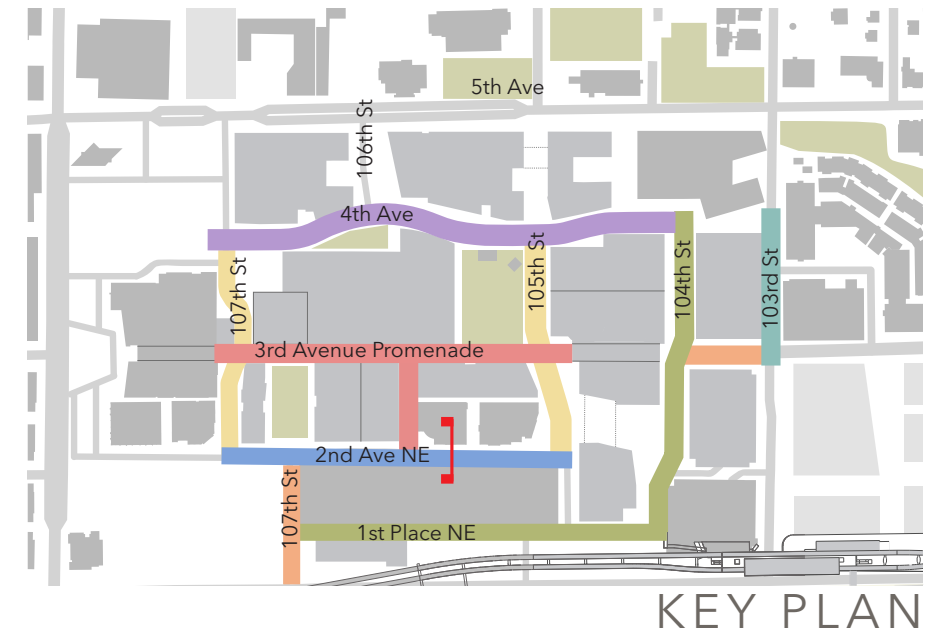 5th Ave
106th St
4th Ave
107th St
105th St
104th St
103rd St
3rd Avenue Promenade
2nd Ave NE
107th St
1st Place NE
KEY PLAN